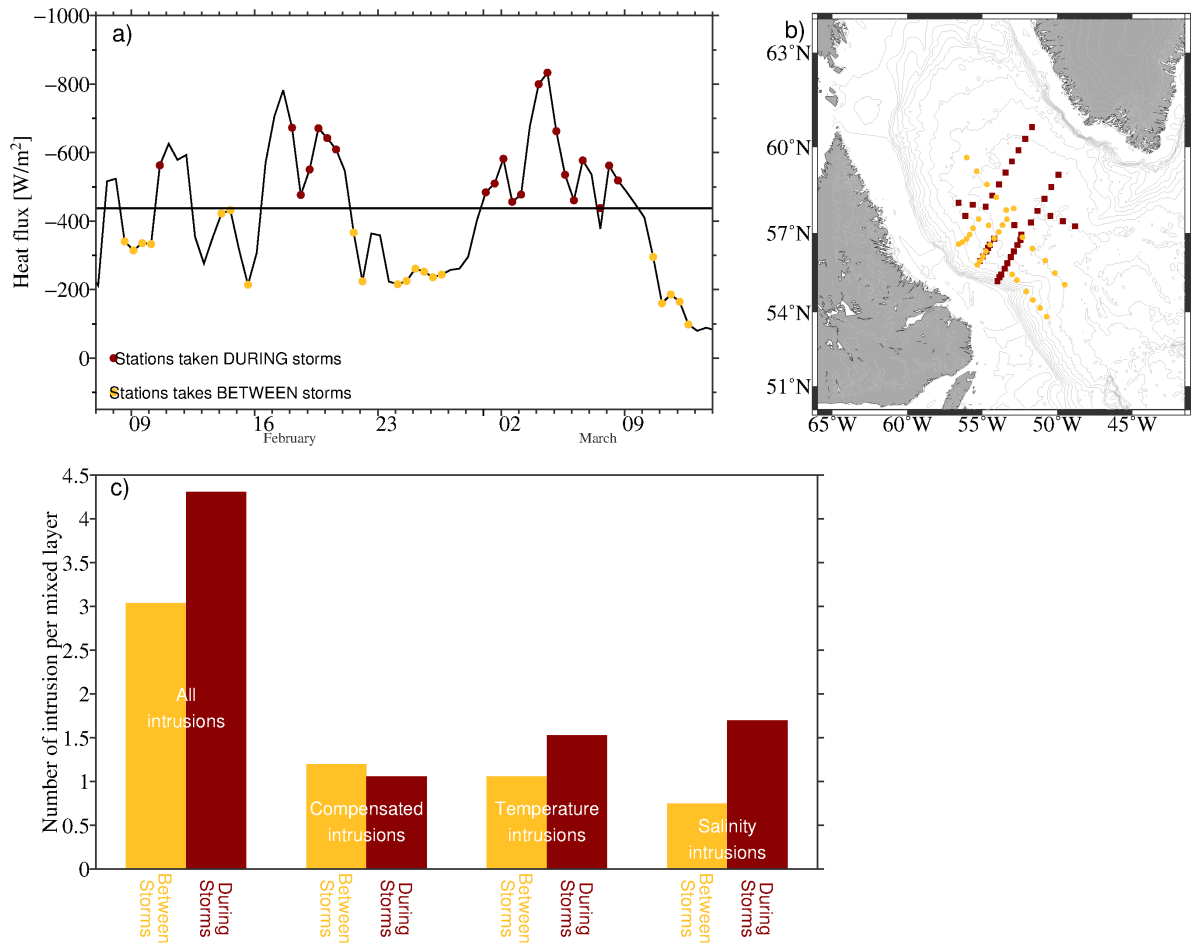 a)
Heat flux [W/m²]
−1000
−800
−600
−400
−200
0
Stations taken DURING storms
Stations takes BETWEEN storms
09
16
23
02
09
February
March
b)
63°N
60°N
57°N
54°N
51°N
65°W
60°W
55°W
50°W
45°W
c)
Number of intrusion per mixed layer
4.5
4
3.5
3
2.5
2
1.5
1
0.5
0
All
intrusions
Compensated
intrusions
Temperature
intrusions
Salinity
intrusions
Between
Storms
During
Storms
Between
Storms
During
Storms
Between
Storms
During
Storms
Between
Storms
During
Storms